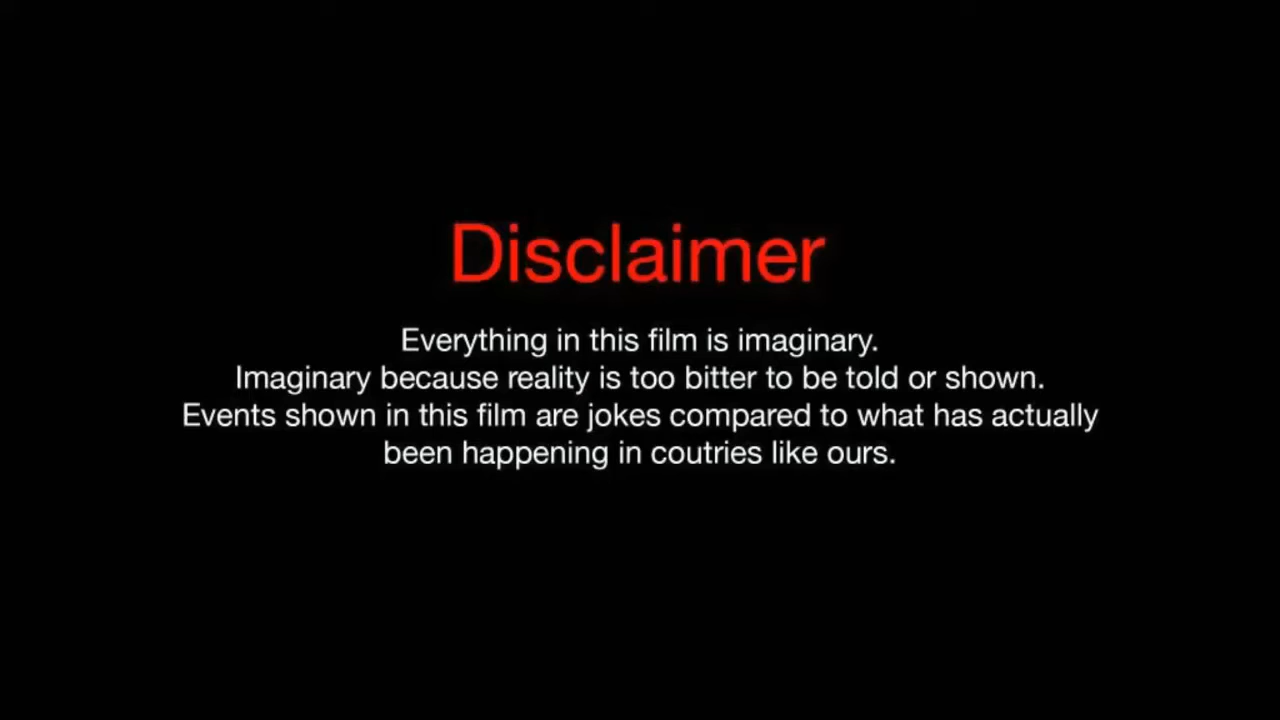 Disclaimer
Everything in this film is imaginary.
Imaginary because reality is too bitter to be told or shown.
Events shown in this film are jokes compared to what has actually
been happening in coutries like ours.